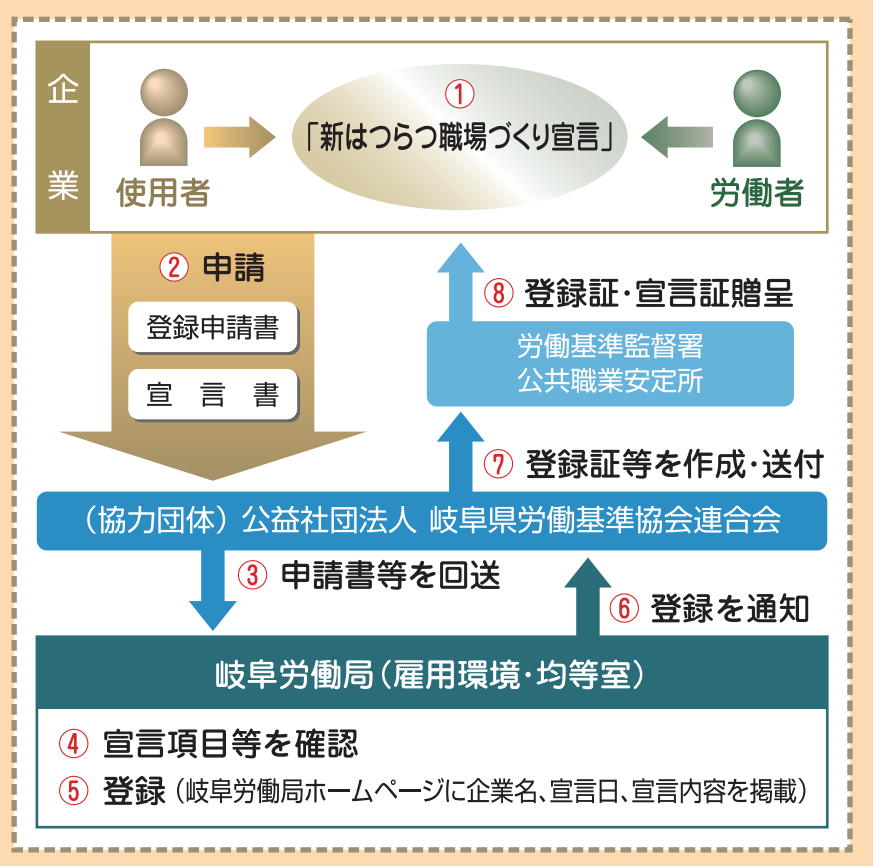 企業
①
「新はつらつ職場づくり宣言」
使用者
労働者
② 申請
登録申請書
宣 言 書
⑧ 登録証・宣言証贈呈
労働基準監督署
公共職業安定所
⑦ 登録証等を作成・送付
（協力団体）公益社団法人 岐阜県労働基準協会連合会
③ 申請書等を回送
⑥ 登録を通知
岐阜労働局（雇用環境・均等室）
④ 宣言項目等を確認
⑤ 登録（岐阜労働局ホームページに企業名、宣言日、宣言内容を掲載）